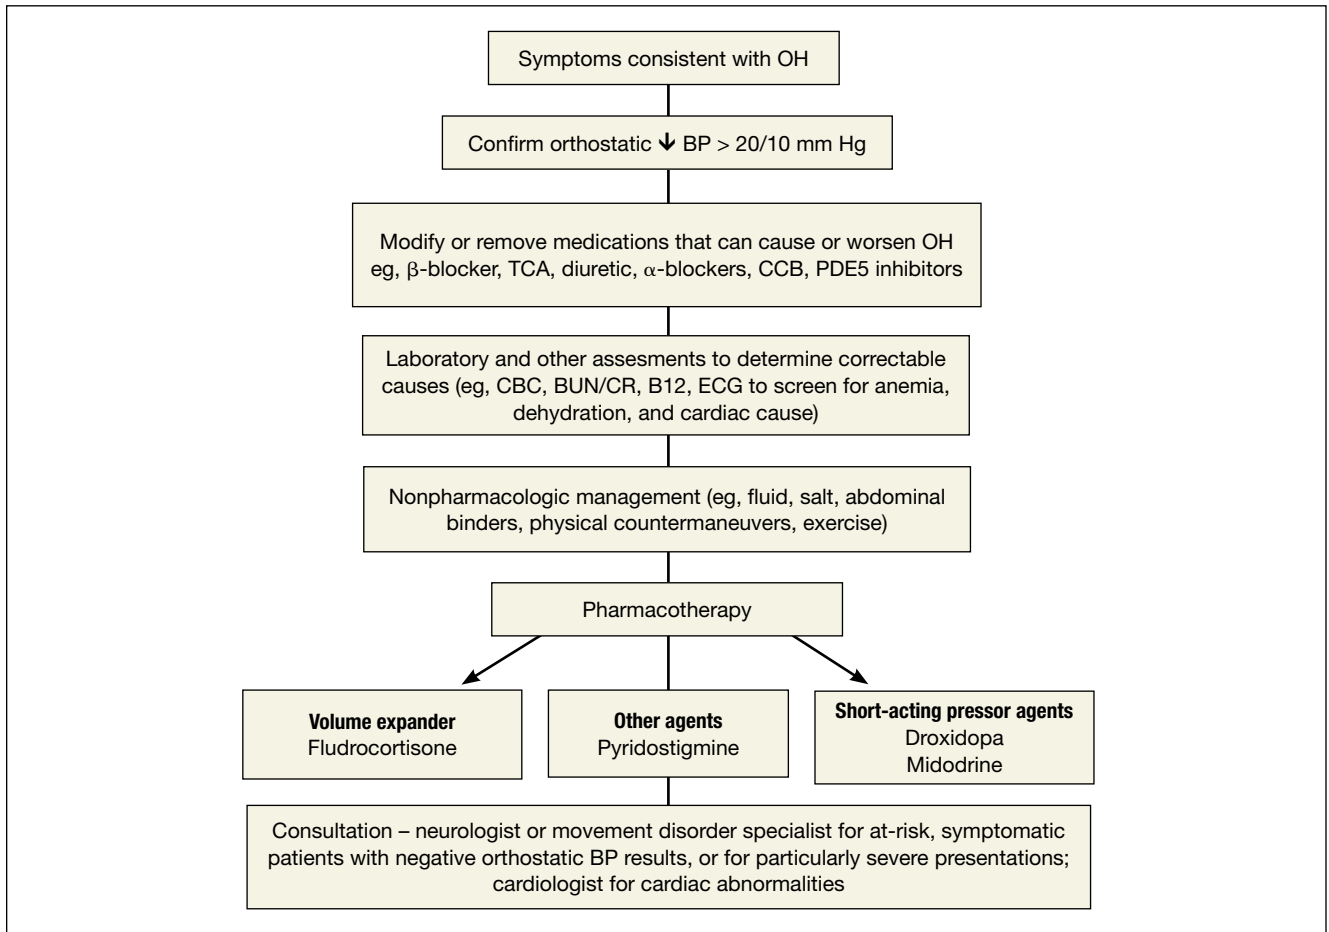 Symptoms consistent with OH
Confirm orthostatic ↓ BP > 20/10 mm Hg
Modify or remove medications that can cause or worsen OH
eg, β-blocker, TCA, diuretic, α-blockers, CCB, PDE5 inhibitors
Laboratory and other assesments to determine correctable
causes (eg, CBC, BUN/CR, B12, ECG to screen for anemia,
dehydration, and cardiac cause)
Nonpharmacologic management (eg, fluid, salt, abdominal
binders, physical countermaneuvers, exercise)
Pharmacotherapy
Volume expander
Fludrocortisone
Other agents
Pyridostigmine
Short-acting pressor agents
Droxidopa
Midodrine
Consultation – neurologist or movement disorder specialist for at-risk, symptomatic
patients with negative orthostatic BP results, or for particularly severe presentations;
cardiologist for cardiac abnormalities